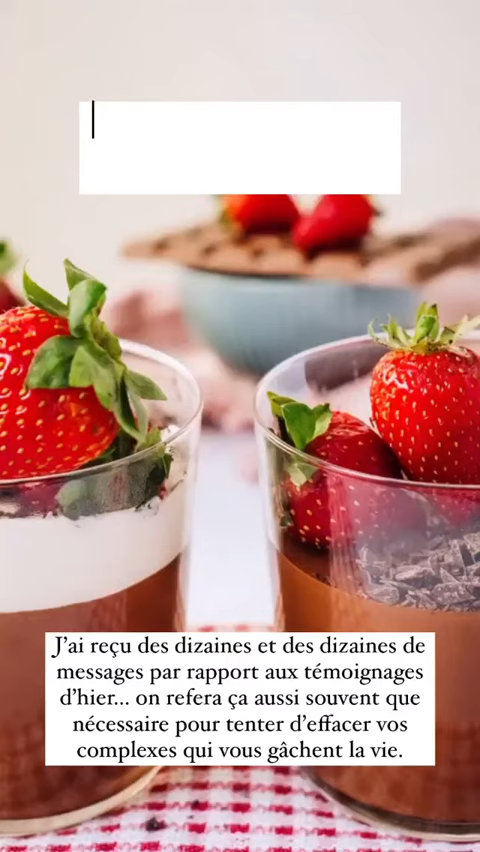 J’ai reçu des dizaines et des dizaines de
messages par rapport aux témoignages
d’hier... on refera ça aussi souvent que
nécessaire pour tenter d’effacer vos
complexes qui vous gâchent la vie.